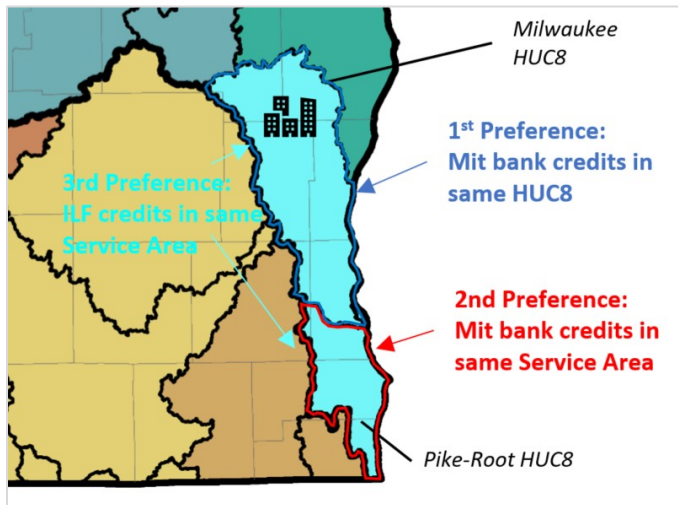 Milwaukee
HUC8
1st Preference:
Mit bank credits in
same HUC8
3rd Preference:
ILF credits in same
Service Area
2nd Preference:
Mit bank credits in
same Service Area
Pike-Root HUC8